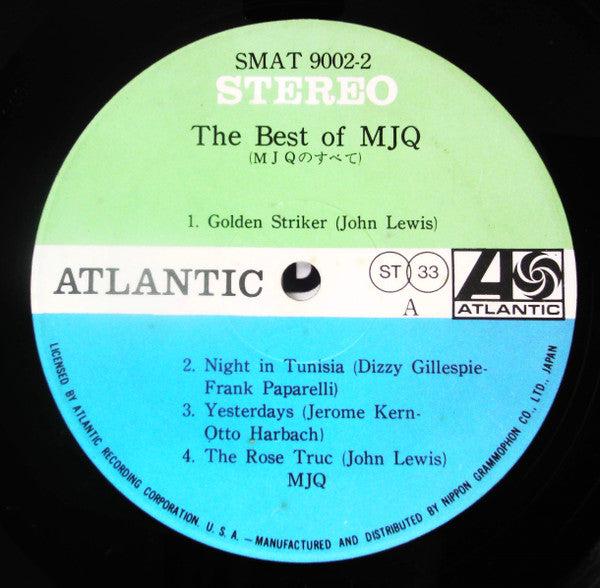 SMAT 9002-2
STEREO
The Best of MJQ
(MJQのすべて)
1. Golden Striker (John Lewis)
ATLANTIC
ST 33
A
ATLANTIC
2. Night in Tunisia (Dizzy Gillespie-
Frank Paparelli)
3. Yesterdays (Jerome Kern-
Otto Harbach)
4. The Rose Truc (John Lewis)
MJQ
LICENSED BY ATLANTIC RECORDING CORPORATION, U. S. A. — MANUFACTURED AND DISTRIBUTED BY NIPPON GRAMMOPHON CO., LTD., JAPAN